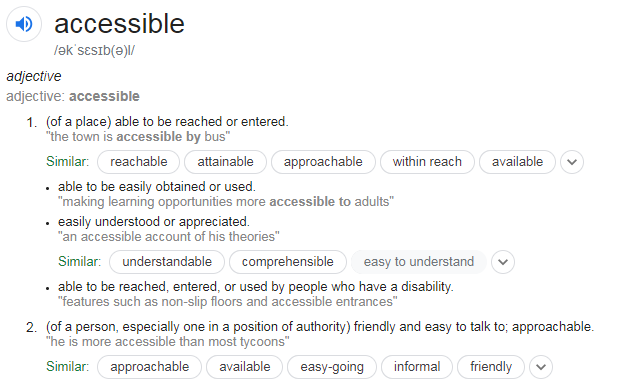 accessible
/əkˈsɛsɪb(ə)l/
adjective
adjective: accessible
1. (of a place) able to be reached or entered.
"the town is accessible by bus"
Similar: reachable attainable approachable within reach available
• able to be easily obtained or used.
"making learning opportunities more accessible to adults"
• easily understood or appreciated.
"an accessible account of his theories"
Similar: understandable comprehensible easy to understand
• able to be reached, entered, or used by people who have a disability.
"features such as non-slip floors and accessible entrances"
2. (of a person, especially one in a position of authority) friendly and easy to talk to; approachable.
"he is more accessible than most tycoons"
Similar: approachable available easy-going informal friendly